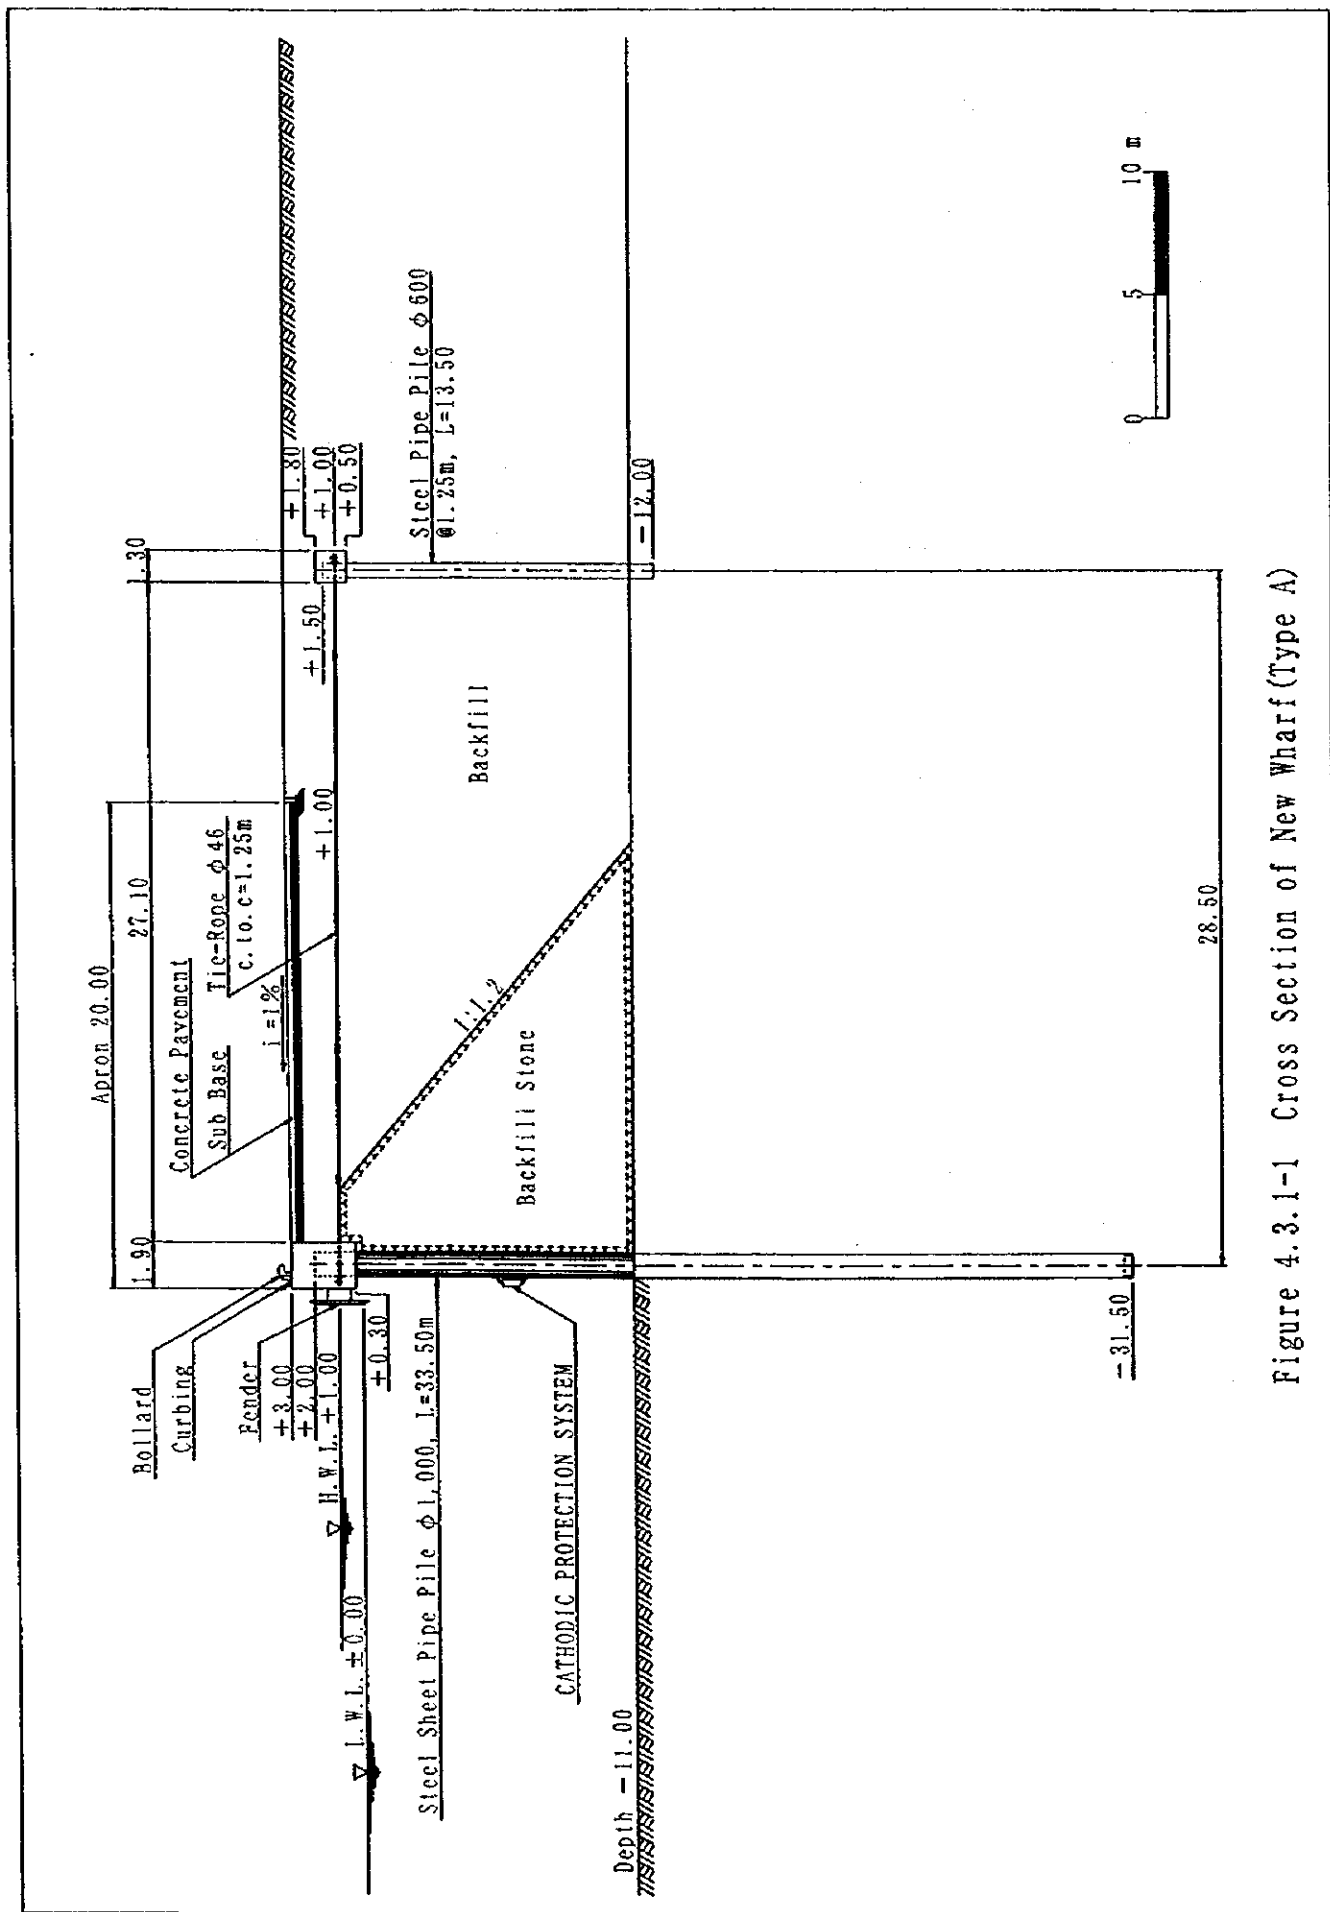 Apron 20.00
1.90
27.10
1.30
Bollard
Curbing
Fender
Concrete Pavement
Sub Base
Tie-Rope φ46
c.to.c=1.25m
i=1%
+3.00
+2.00
H.W.L. +1.00
+0.30
L.W.L. ±0.00
+1.00
+1.50
+1.80
+1.00
+0.50
Steel Sheet Pipe Pile φ1,000, L=33.50m
Steel Pipe Pile φ600
@1.25m, L=13.50
Backfill
1:1.2
Backfill Stone
CATHODIC PROTECTION SYSTEM
Depth -11.00
-12.00
-31.50
28.50
0 5 10 m
Figure 4.3.1-1 Cross Section of New Wharf(Type A)